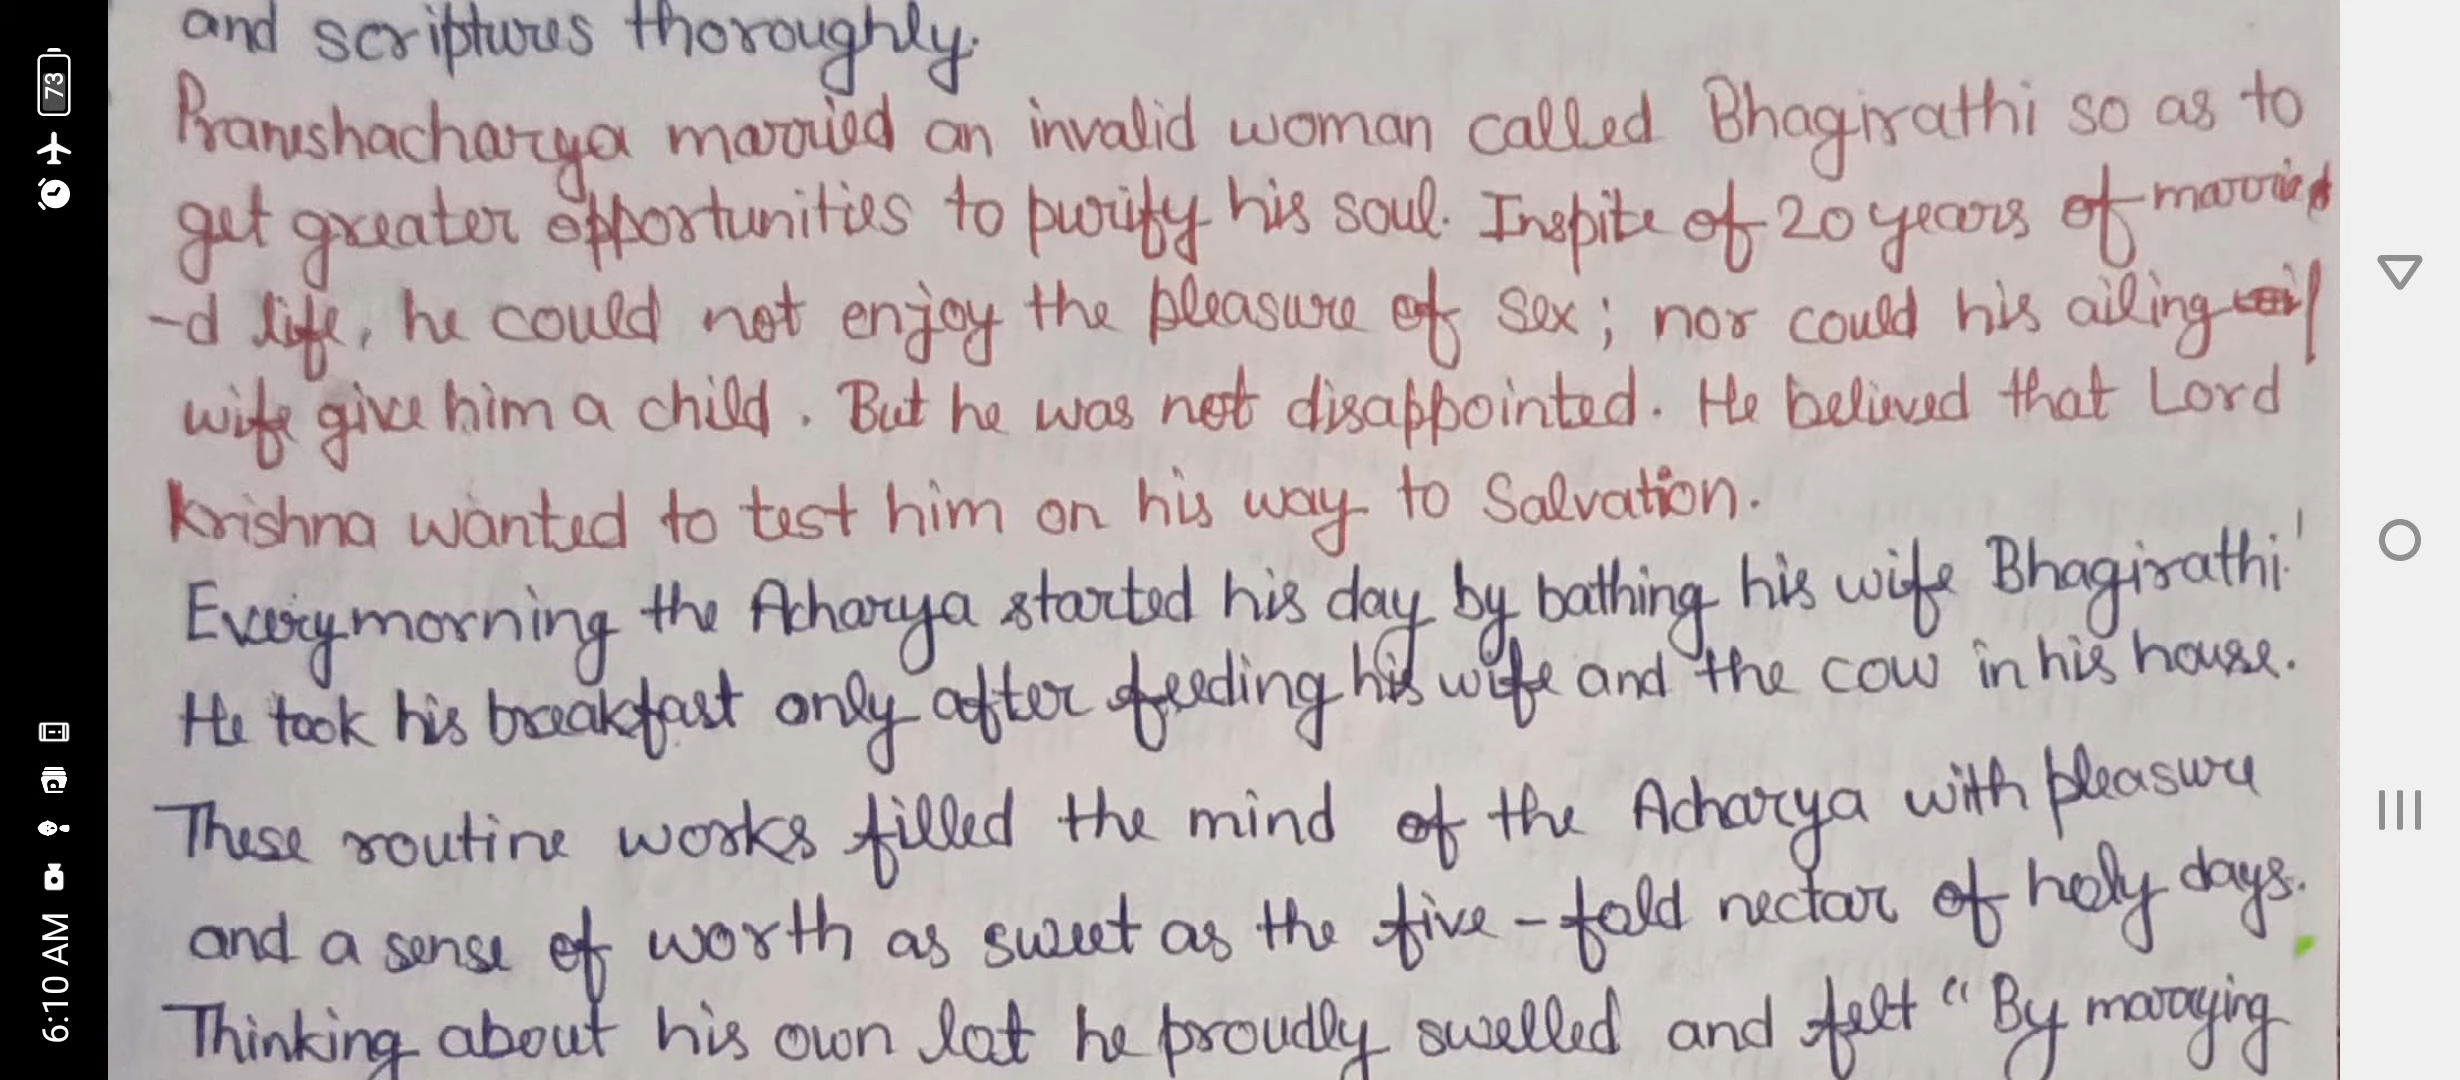 and scriptures thoroughly.
Praneshacharya married an invalid woman called Bhagirathi so as to
get greater opportunities to purify his soul. Inspite of 20 years of married
-d life, he could not enjoy the pleasure of sex; nor could his ailing
wife give him a child. But he was not disappointed. He believed that Lord
Krishna wanted to test him on his way to Salvation.
Everymorning the Acharya started his day by bathing his wife Bhagirathi.
He took his breakfast only after feeding his wife and the cow in his house.
These routine works filled the mind of the Acharya with pleasure
and a sense of worth as sweet as the five-fold nectar of holy days.
Thinking about his own lot he proudly swelled and felt "By marrying
73
6:10 AM